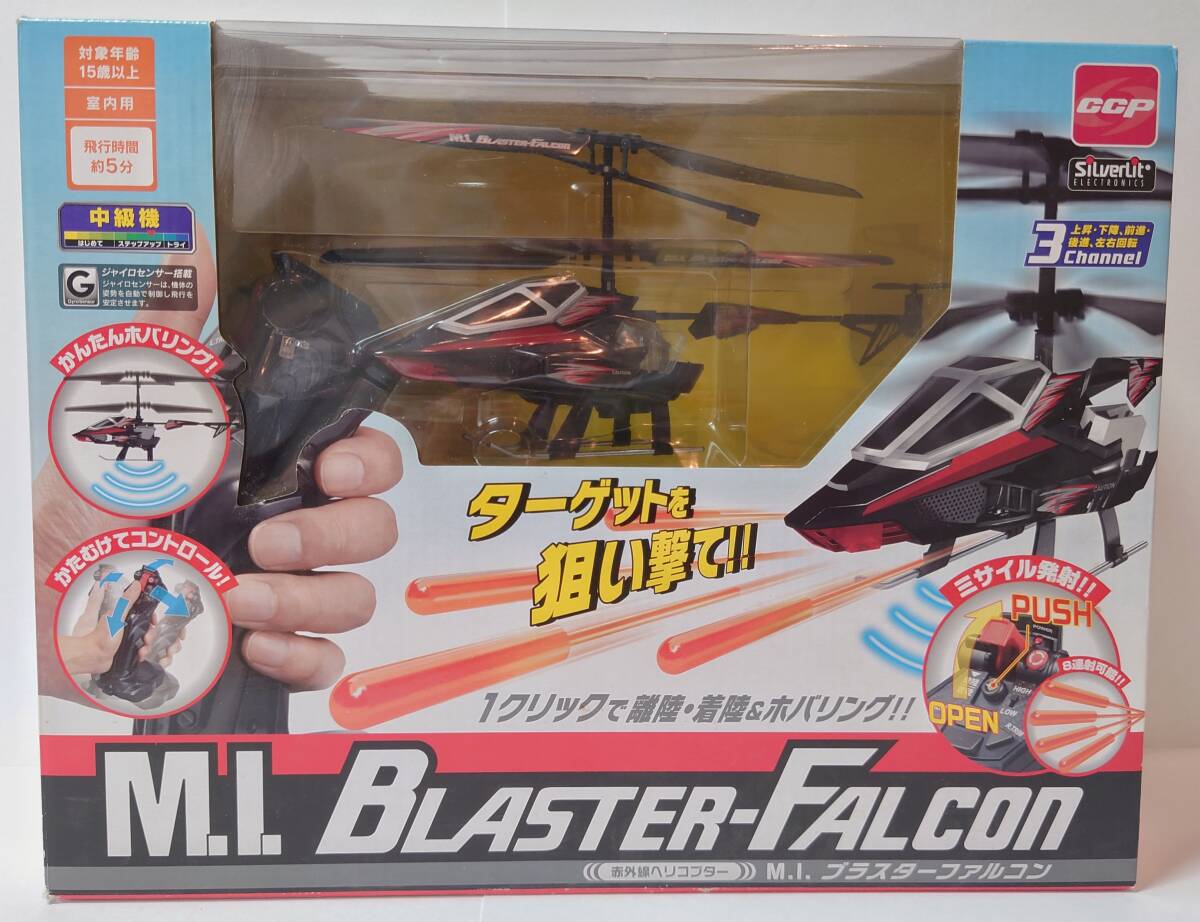 対象年齢
15歳以上
室内用
飛行時間
約5分
中級機
はじめて ステップアップ トライ
G
GyroSensor
ジャイロセンサー搭載
ジャイロセンサーは、機体の
姿勢を自動で制御し飛行を
安定させます。
かんたんホバリング!
かたむけてコントロール!
M.I. BLASTER-FALCON
CCP
SiLVERLiT
ELECTRONICS
3 Channel
上昇・下降、前進・
後進、左右回転
CAUTION
ターゲットを
狙い撃て!!
ミサイル発射!!
PUSH
POWER
OPEN
HIGH
LOW
8連射可能!!
1クリックで離陸・着陸&ホバリング!!
M.I. BLASTER-FALCON
赤外線ヘリコプター
M.I. ブラスターファルコン